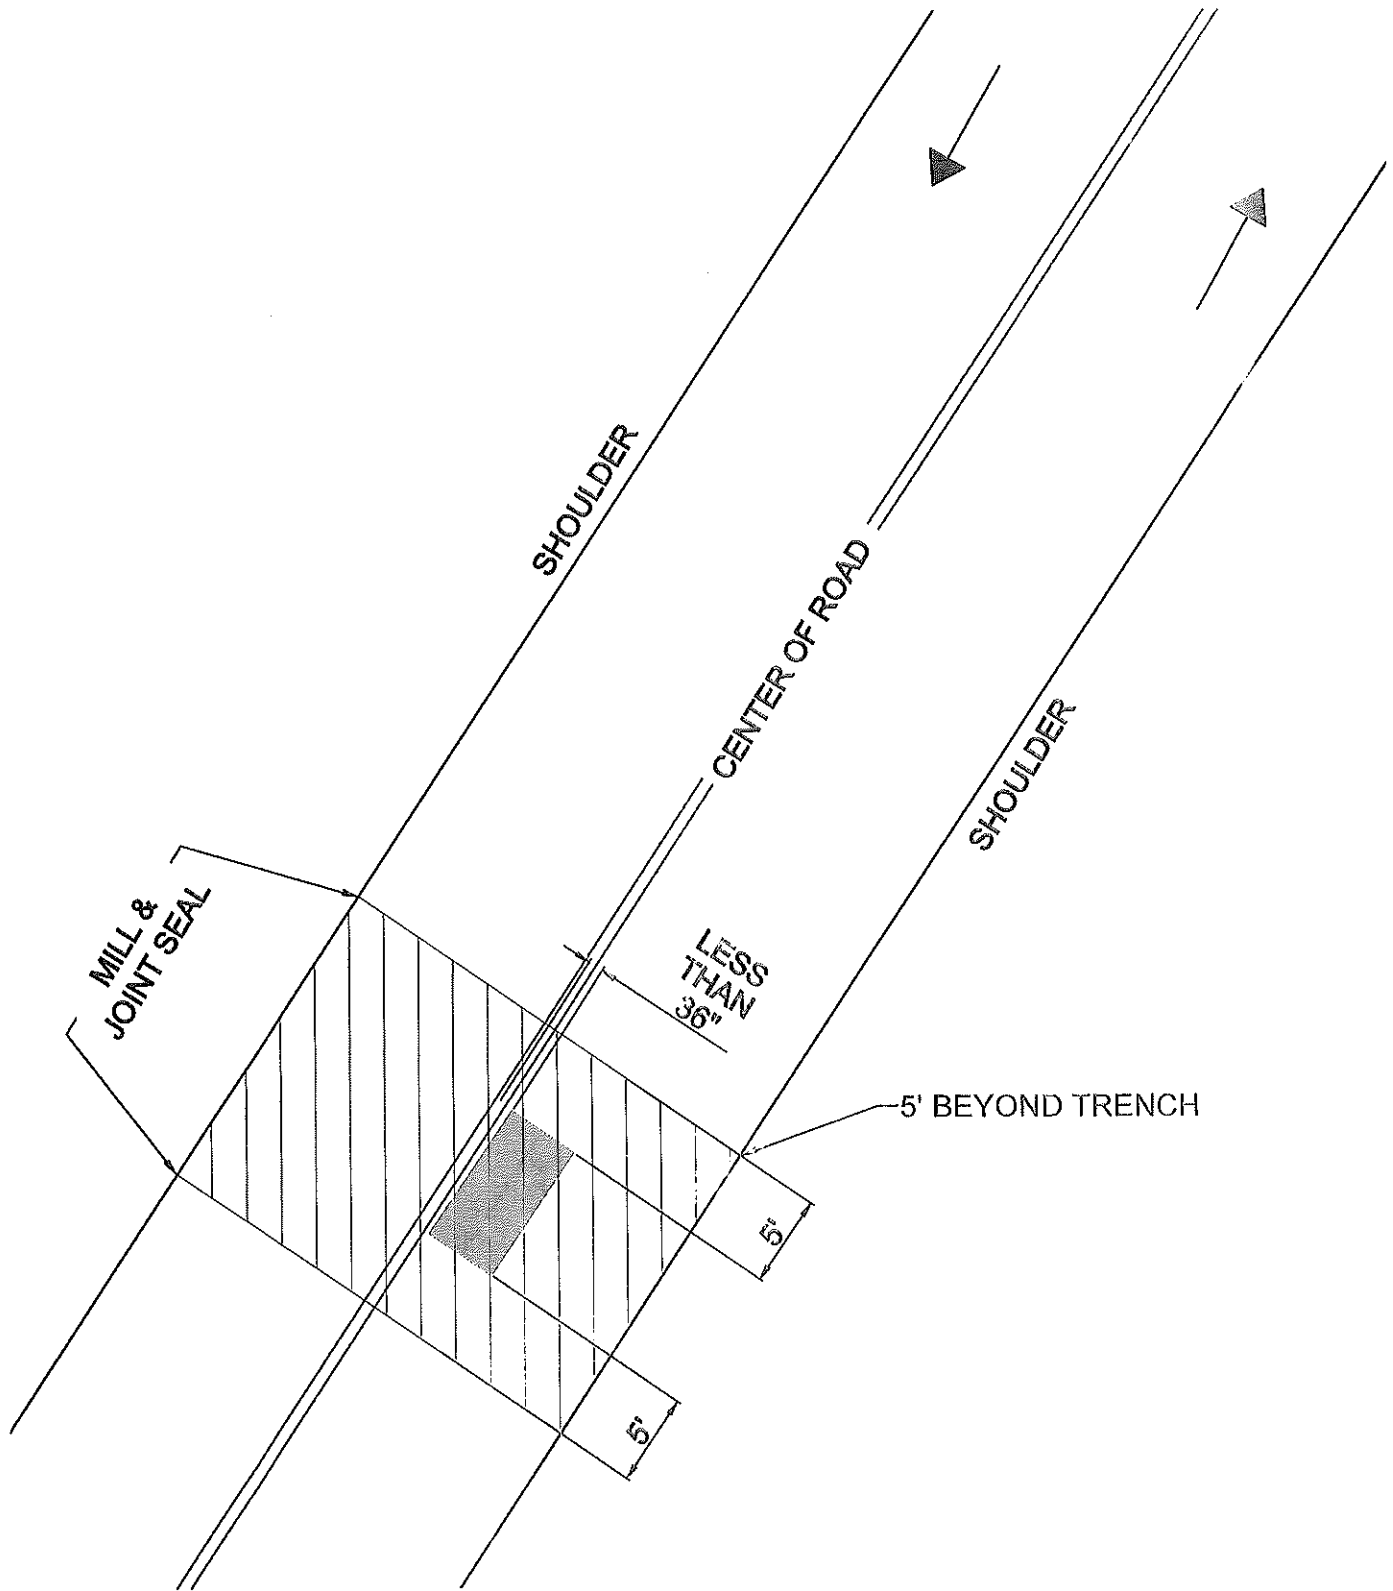 SHOULDER
CENTER OF ROAD
SHOULDER
MILL &
JOINT SEAL
LESS
THAN
36"
5' BEYOND TRENCH
5'
5'